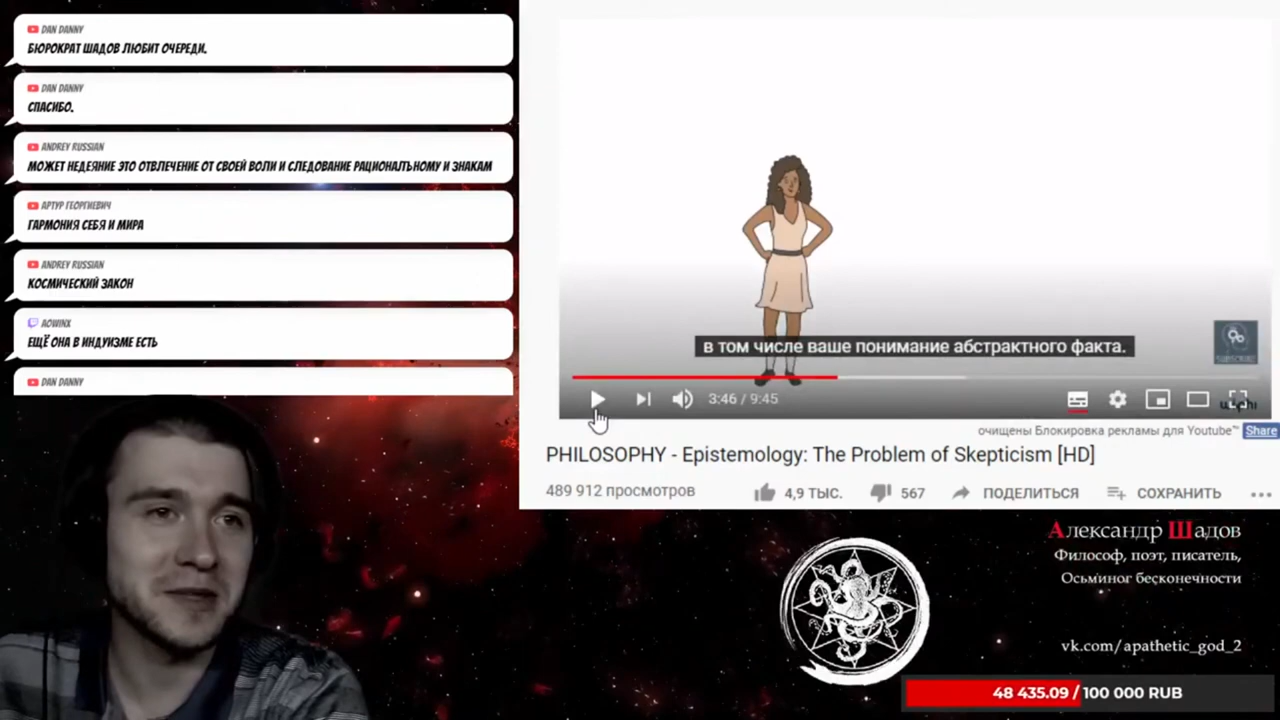 DAN DANNY
БЮРОКРАТ ШАДОВ ЛЮБИТ ОЧЕРЕДИ.
DAN DANNY
СПАСИБО.
ANDREY RUSSIAN
МОЖЕТ НЕДЕЯНИЕ ЭТО ОТВЛЕЧЕНИЕ ОТ СВОЕЙ ВОЛИ И СЛЕДОВАНИЕ РАЦИОНАЛЪНОМУ И ЗНАКАМ
АРТУР ГЕОРГИЕВИЧ
ГАРМОНИЯ СЕБЯ И МИРА
ANDREY RUSSIAN
КОСМИЧЕСКИЙ ЗАКОН
AOWINX
ЕЩЁ ОНА В ИНДУИЗМЕ ЕСТЬ
DAN DANNY
в том числе ваше понимание абстрактного факта.
3:46 / 9:45
очищены Блокировка рекламы для Youtube™ Share
PHILOSOPHY - Epistemology: The Problem of Skepticism [HD]
489 912 просмотров
4,9 ТЫС.
567
ПОДЕЛИТЬСЯ
СОХРАНИТЬ
Александр Шадов
Философ, поэт, писатель,
Осьминог бесконечности
vk.com/apathetic_god_2
48 435.09 / 100 000 RUB